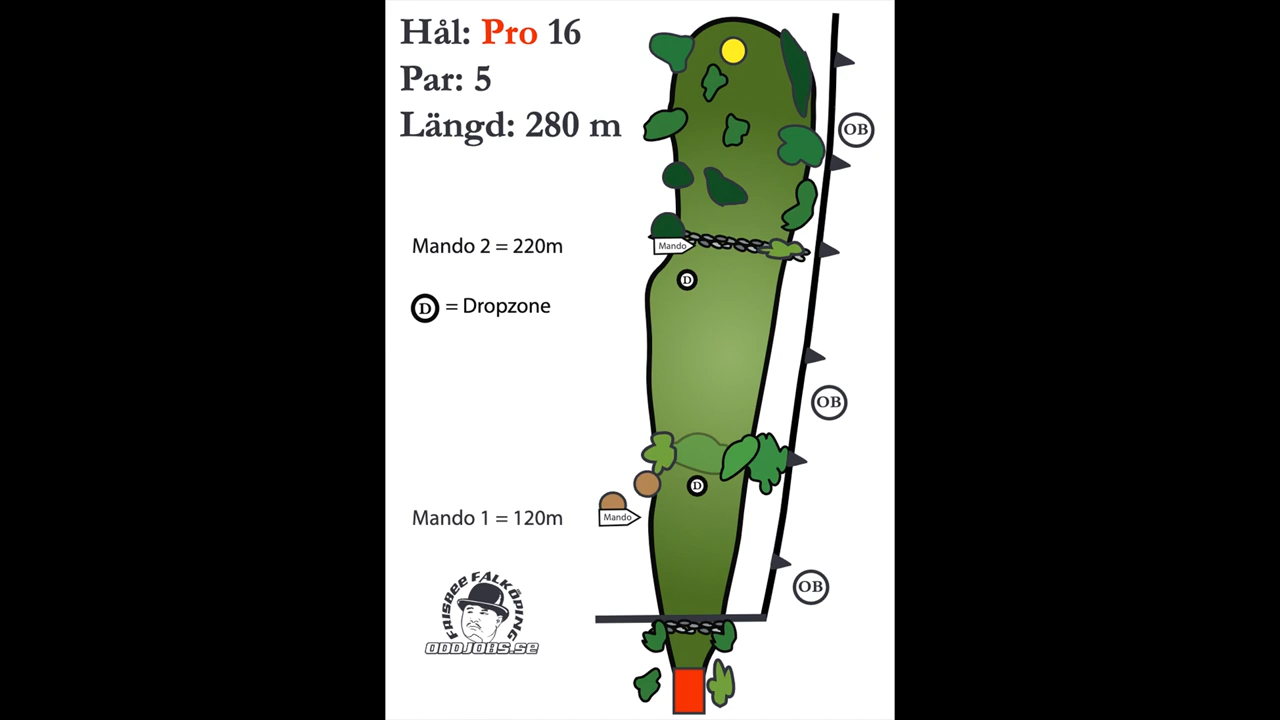 Hål: Pro 16
Par: 5
Längd: 280 m
OB
Mando 2 = 220m
Mando
D
D = Dropzone
OB
D
Mando 1 = 120m
Mando
OB
FRISBEE FALKÖPING
ODDJOBS.SE